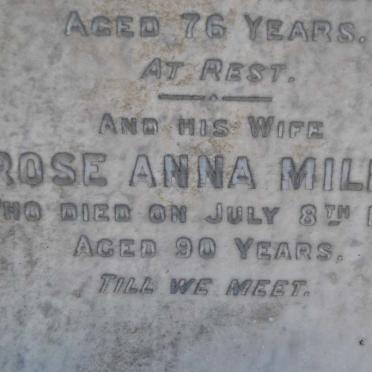 AGED 76 YEARS.
AT REST.
AND HIS WIFE
ROSE ANNA MIL
WHO DIED ON JULY 8TH
AGED 90 YEARS.
TILL WE MEET.